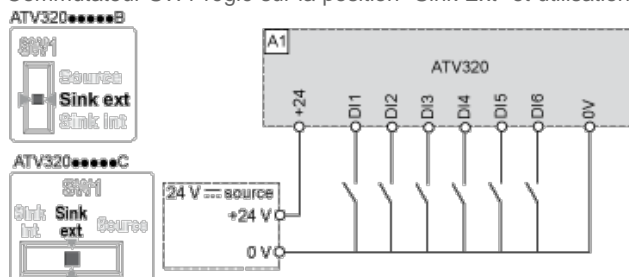 Commutateur SW1 réglé sur la position "Sink Ext" et utilisation
ATV320●●●●●B
SW1
Source
Sink ext
Sink int
ATV320●●●●●C
SW1
Sink int
Sink ext
Source
A1
ATV320
+24
DI1
DI2
DI3
DI4
DI5
DI6
0V
24 V source
+24 V
0 V